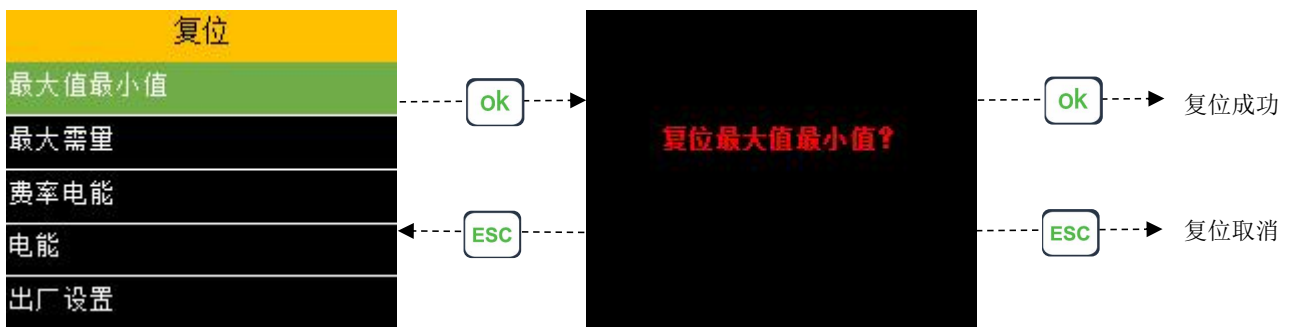 复位
最大值最小值
最大需量
费率电能
电能
出厂设置
ok
ESC
复位最大值最小值?
ok
复位成功
ESC
复位取消